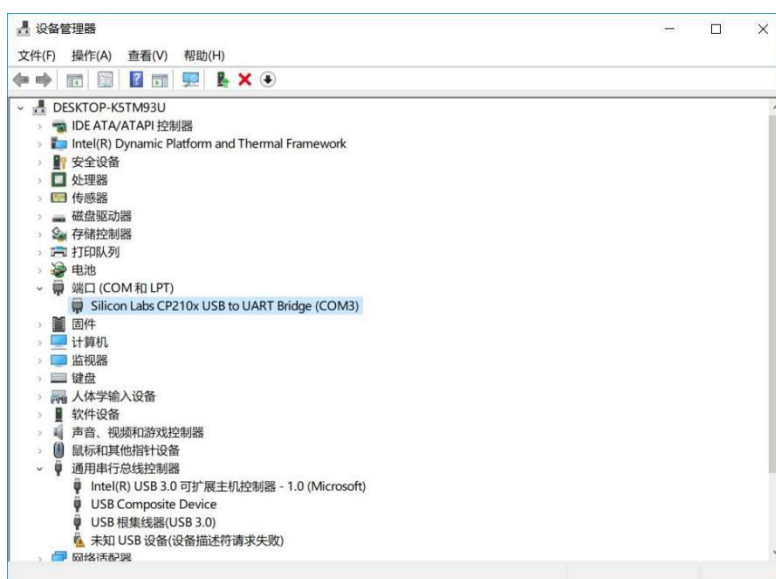 设备管理器
文件(F) 操作(A) 查看(V) 帮助(H)
DESKTOP-K5TM93U
IDE ATA/ATAPI 控制器
Intel(R) Dynamic Platform and Thermal Framework
安全设备
处理器
传感器
磁盘驱动器
存储控制器
打印队列
电池
端口 (COM 和 LPT)
Silicon Labs CP210x USB to UART Bridge (COM3)
固件
计算机
监视器
键盘
人体学输入设备
软件设备
声音、视频和游戏控制器
鼠标和其他指针设备
通用串行总线控制器
Intel(R) USB 3.0 可扩展主机控制器 - 1.0 (Microsoft)
USB Composite Device
USB 根集线器(USB 3.0)
未知 USB 设备(设备描述符请求失败)
网络适配器